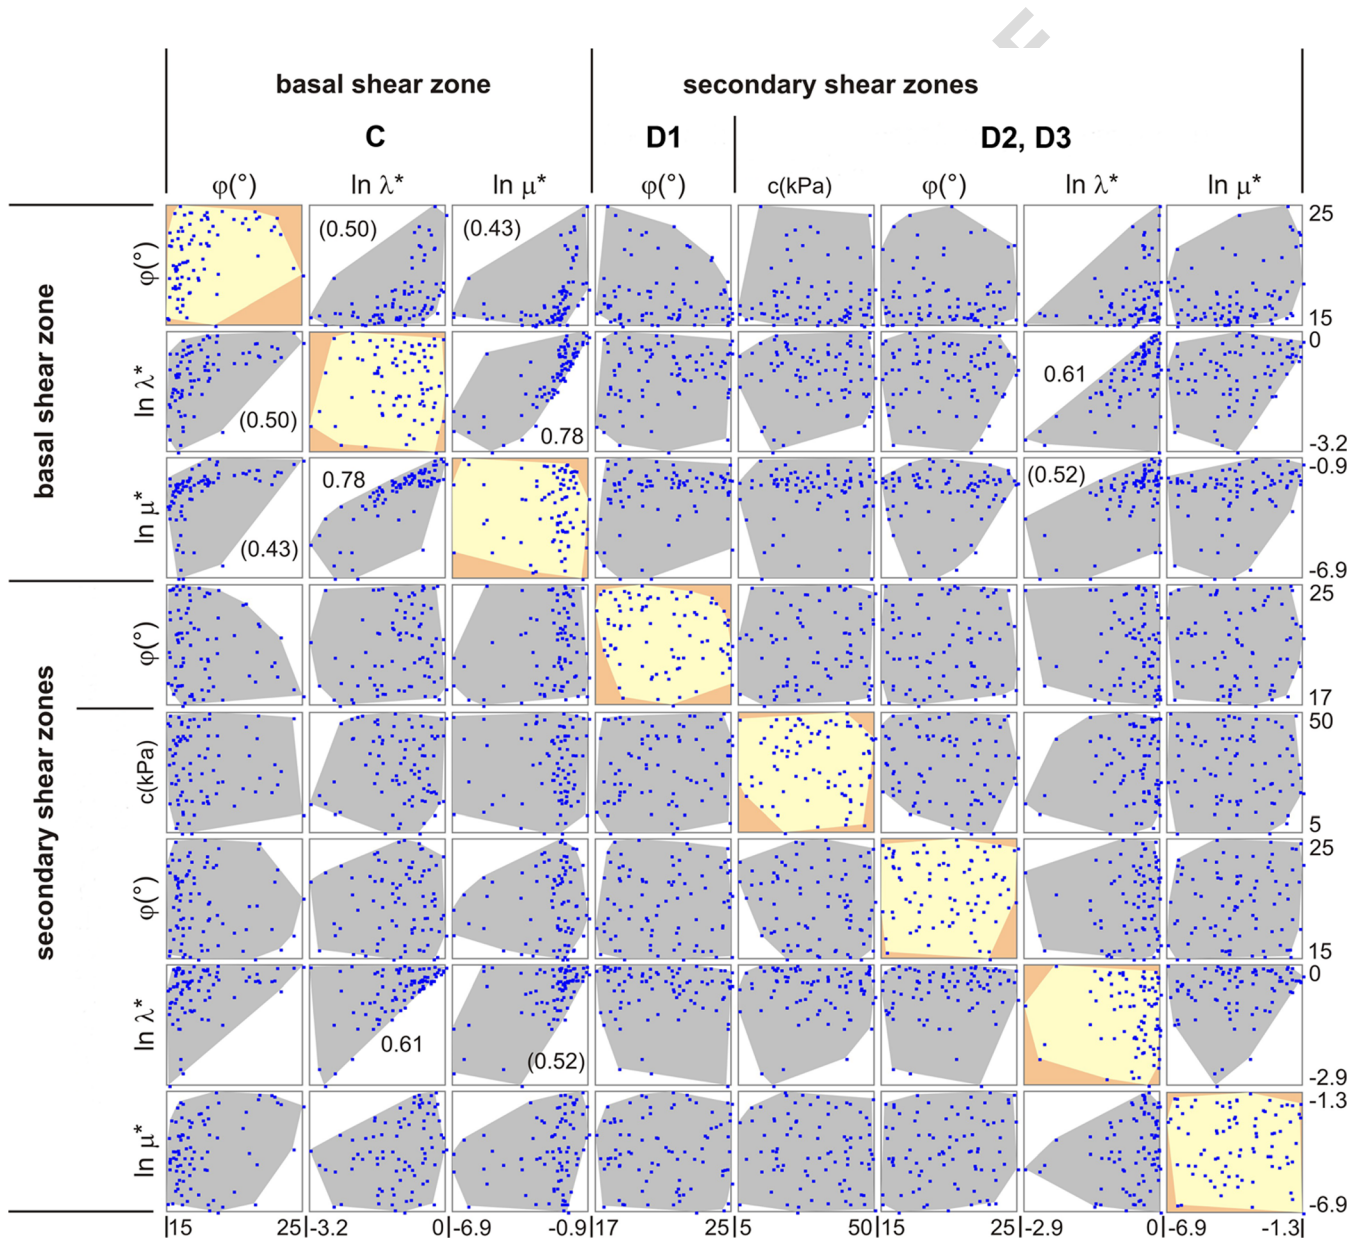 basal shear zone secondary shear zones
C D1 D2, D3
φ(°) ln λ* ln μ* φ(°) c(kPa) φ(°) ln λ* ln μ*
basal shear zone
φ(°) (0.50) (0.43) 25
15
ln λ* (0.50) 0.78 0.61 0
-3.2
ln μ* (0.43) 0.78 (0.52) -0.9
-6.9
secondary shear zones
φ(°) 25
17
c(kPa) 50
5
φ(°) 25
15
ln λ* 0.61 (0.52) 0
-2.9
ln μ* -1.3
-6.9
15 25 -3.2 0 -6.9 -0.9 17 25 5 50 15 25 -2.9 0 -6.9 -1.3